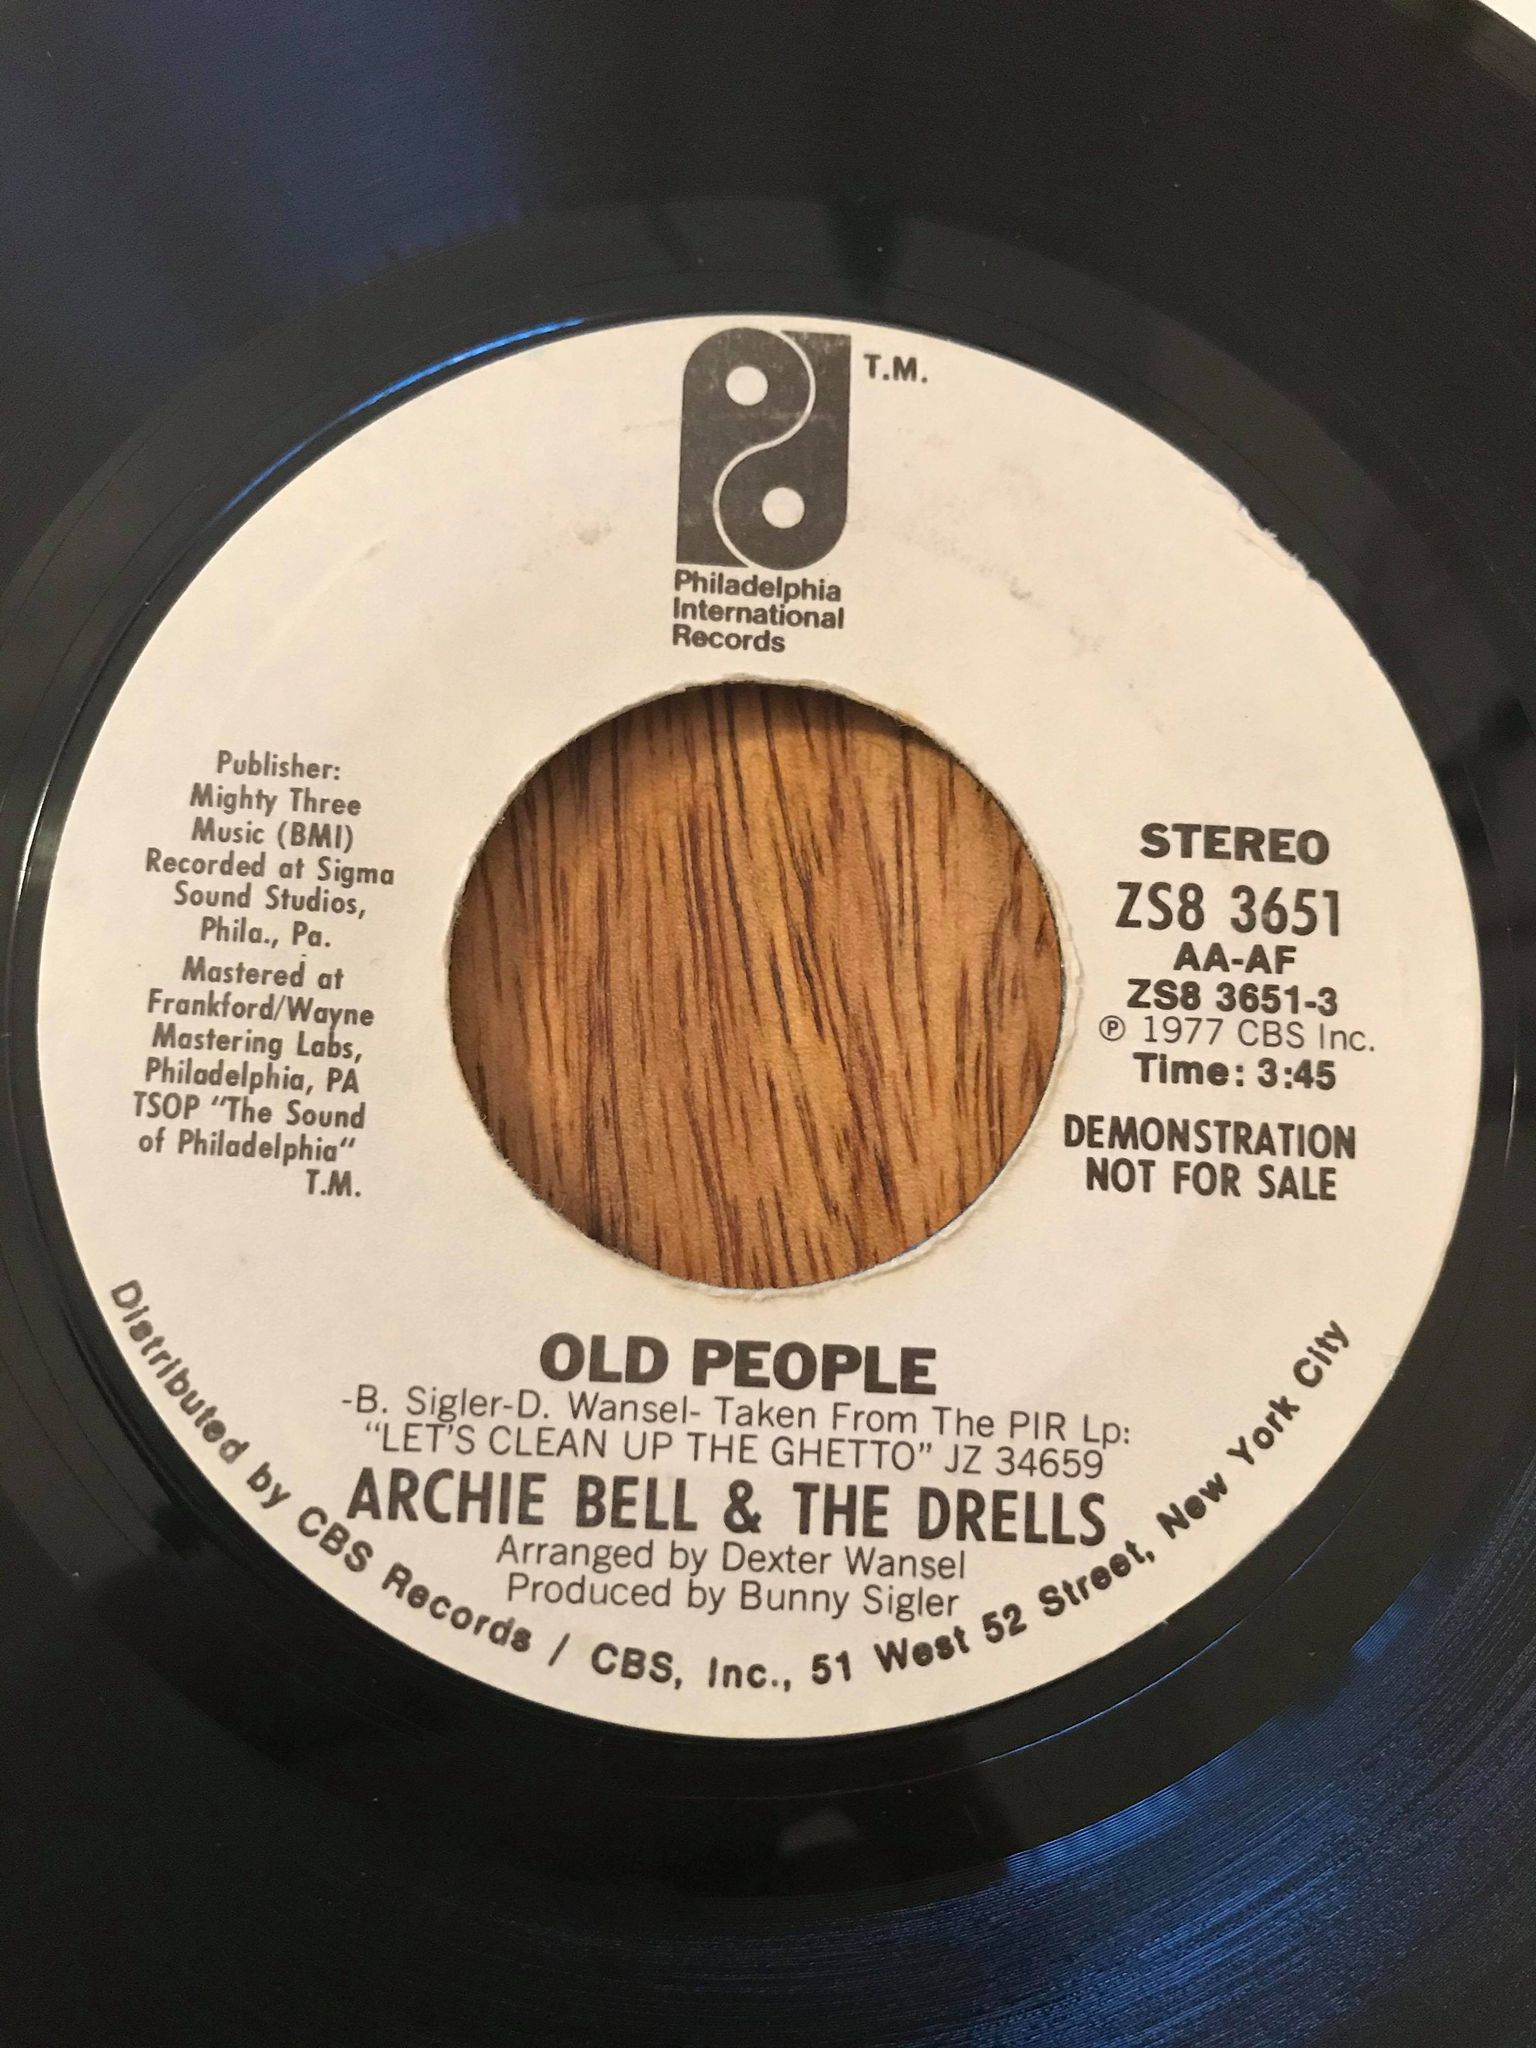 T.M.
Philadelphia
International
Records
Publisher:
Mighty Three
Music (BMI)
Recorded at Sigma
Sound Studios,
Phila., Pa.
Mastered at
Frankford/Wayne
Mastering Labs,
Philadelphia, PA
TSOP "The Sound
of Philadelphia"
T.M.
STEREO
ZS8 3651
AA-AF
ZS8 3651-3
℗ 1977 CBS Inc.
Time: 3:45
DEMONSTRATION
NOT FOR SALE
OLD PEOPLE
-B. Sigler-D. Wansel- Taken From The PIR Lp:
"LET'S CLEAN UP THE GHETTO" JZ 34659
ARCHIE BELL & THE DRELLS
Arranged by Dexter Wansel
Produced by Bunny Sigler
Distributed by CBS Records / CBS, Inc., 51 West 52 Street, New York City